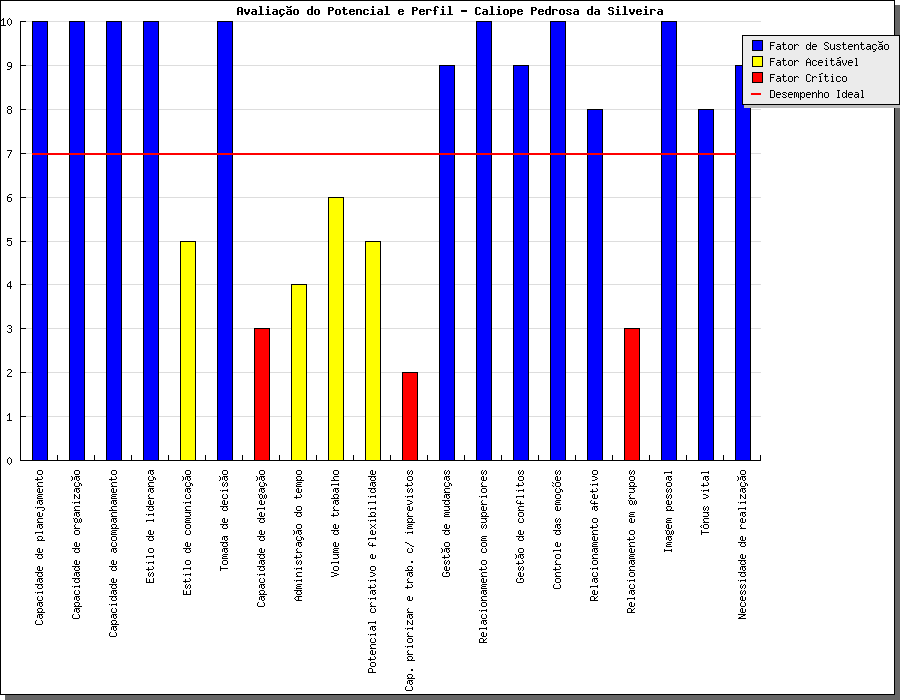 Avaliação do Potencial e Perfil - Caliope Pedrosa da Silveira
Fator de Sustentação
Fator Aceitável
Fator Crítico
Desempenho Ideal
10
9
8
7
6
5
4
3
2
1
0
Capacidade de planejamento
Capacidade de organização
Capacidade de acompanhamento
Estilo de liderança
Estilo de comunicação
Tomada de decisão
Capacidade de delegação
Administração do tempo
Volume de trabalho
Potencial criativo e flexibilidade
Cap. priorizar e trab. c/ imprevistos
Gestão de mudanças
Relacionamento com superiores
Gestão de conflitos
Controle das emoções
Relacionamento afetivo
Relacionamento em grupos
Imagem pessoal
Tônus vital
Necessidade de realização